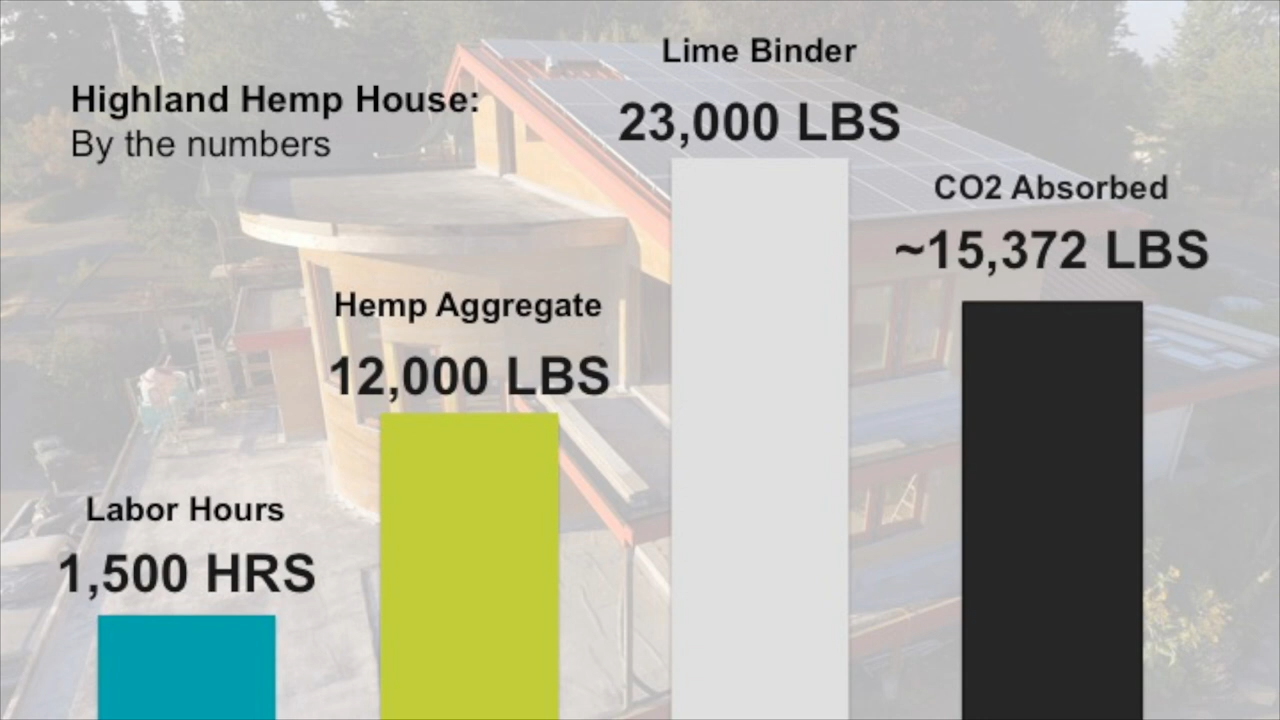 Highland Hemp House:
By the numbers
Labor Hours
1,500 HRS
Hemp Aggregate
12,000 LBS
Lime Binder
23,000 LBS
CO2 Absorbed
~15,372 LBS